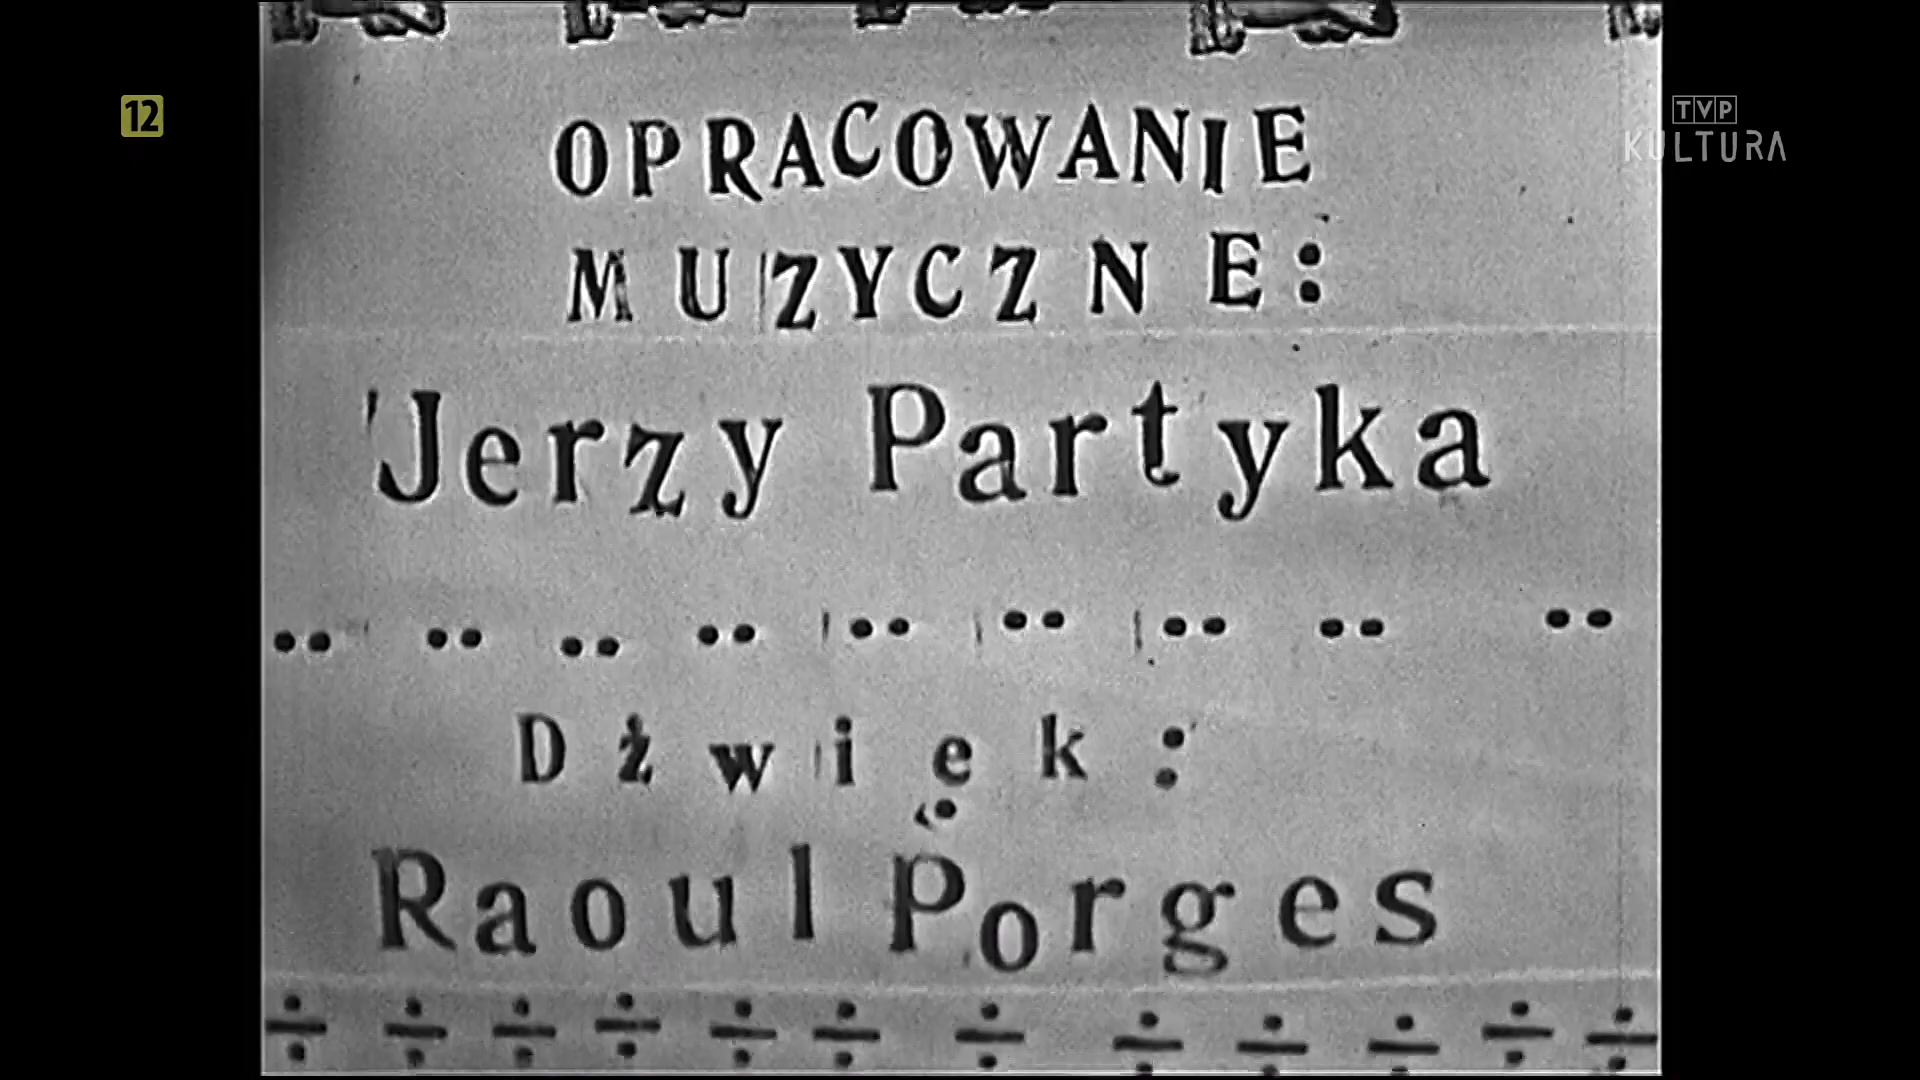 12
TVP
KULTURA
OPRACOWANIE
MUZYCZNE:
Jerzy Partyka
Dźwięk:
Raoul Porges